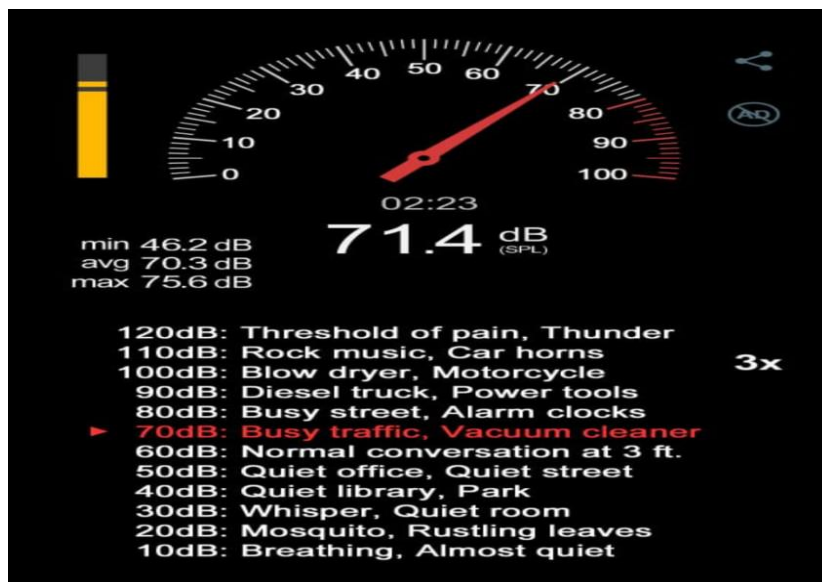 0
10
20
30
40
50
60
70
80
90
100
AD
02:23
71.4 dB
(SPL)
min 46.2 dB
avg 70.3 dB
max 75.6 dB
120dB: Threshold of pain, Thunder
110dB: Rock music, Car horns
100dB: Blow dryer, Motorcycle
90dB: Diesel truck, Power tools
80dB: Busy street, Alarm clocks
70dB: Busy traffic, Vacuum cleaner
60dB: Normal conversation at 3 ft.
50dB: Quiet office, Quiet street
40dB: Quiet library, Park
30dB: Whisper, Quiet room
20dB: Mosquito, Rustling leaves
10dB: Breathing, Almost quiet
3x